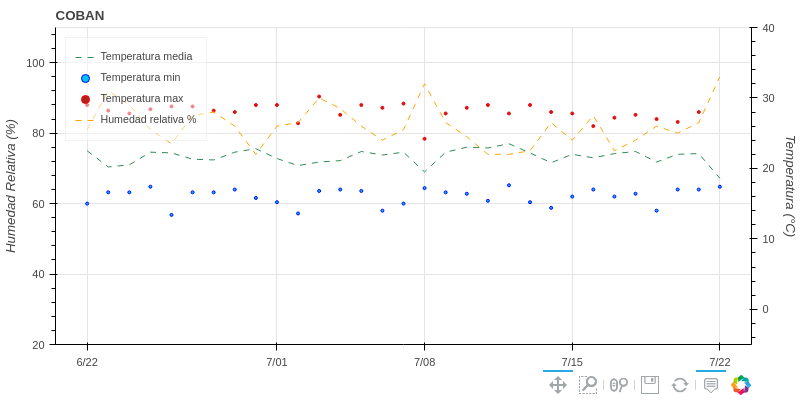 COBAN
Temperatura media
Temperatura min
Temperatura max
Humedad relativa %
Humedad Relativa (%)
100
80
60
40
20
40
30
20
10
0
Temperatura (°C)
6/22
7/01
7/08
7/15
7/22